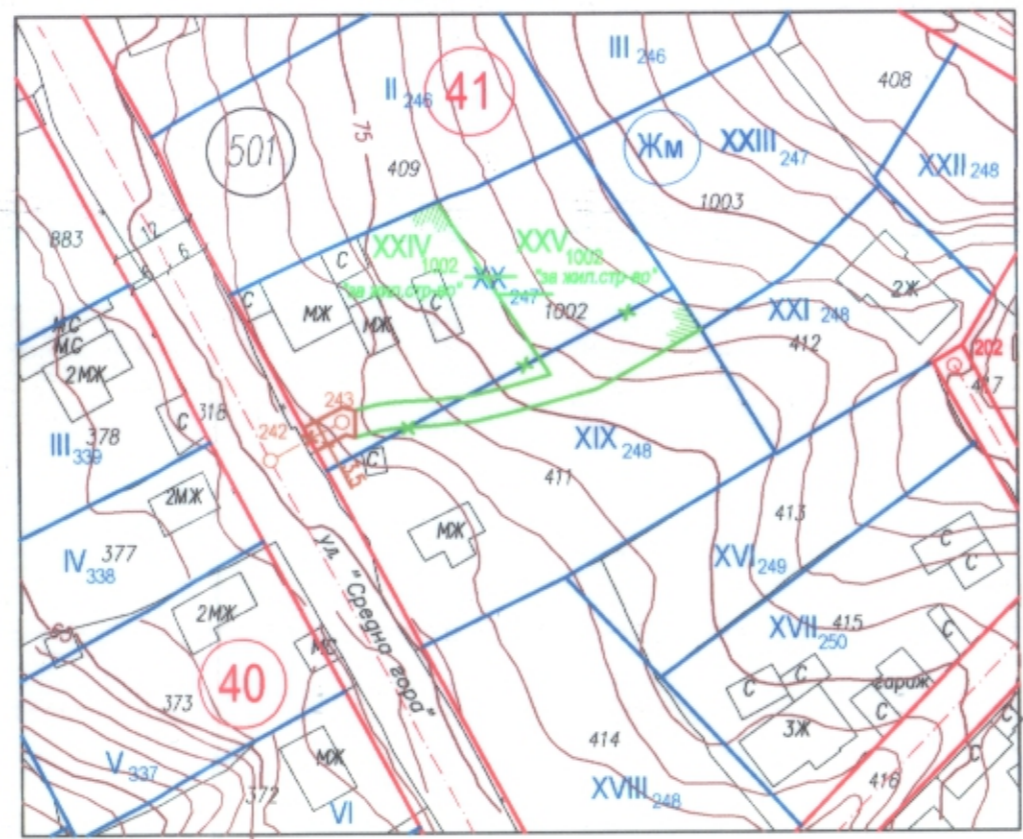 III 246
II 246
41
408
Жм
XXIII 247
501
75
XXII 248
409
1003
883
12
6
6
XXIV 1002
"за жил.стр-во"
XXV 1002
"за жил.стр-во"
XX 247
С
С
МЖ
МЖ
С
1002
2Ж
XXI 248
412
МС
МС
2МЖ
202
417
С
318
243
242
3.5
III 339
378
С
XIX 248
411
2МЖ
МЖ
413
IV 338
377
XVI 249
С
С
ул. "Средна гора"
2МЖ
65
МС
XVII 250
415
С
40
С
С
гараж
С
373
3Ж
414
С
V 337
МЖ
372
VI
XVIII 248
416